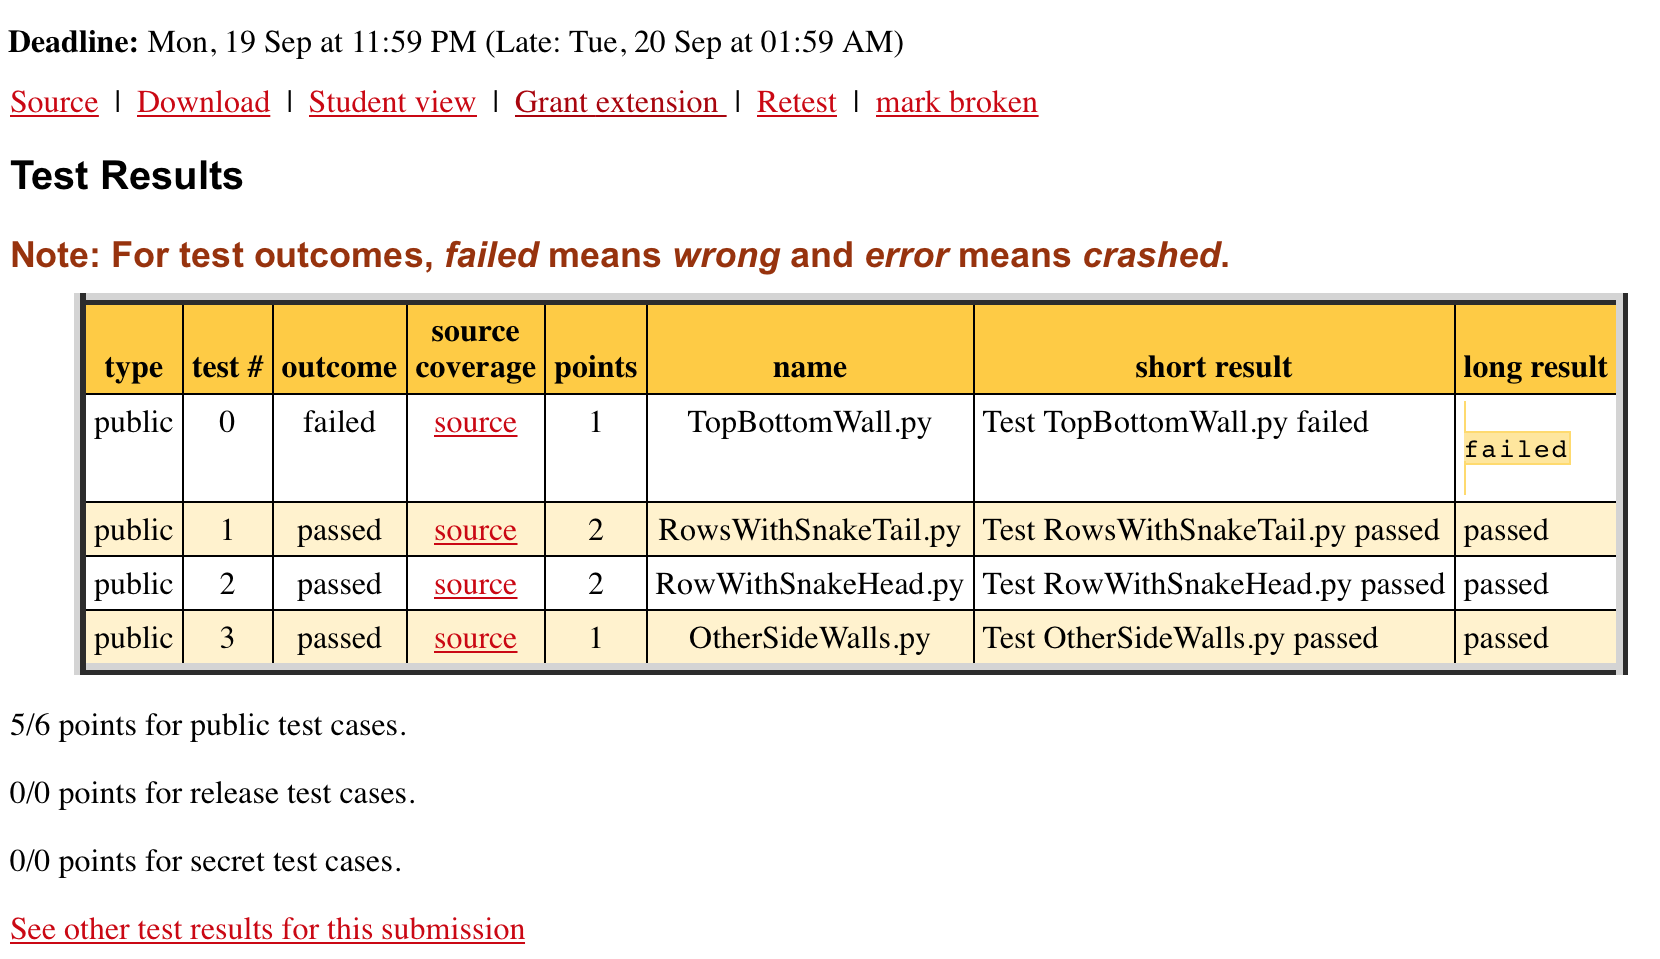 Deadline: Mon, 19 Sep at 11:59 PM (Late: Tue, 20 Sep at 01:59 AM)
Source | Download | Student view | Grant extension | Retest | mark broken
Test Results
Note: For test outcomes, failed means wrong and error means crashed.
type test # outcome source coverage points name short result long result
public 0 failed source 1 TopBottomWall.py Test TopBottomWall.py failed failed
public 1 passed source 2 RowsWithSnakeTail.py Test RowsWithSnakeTail.py passed passed
public 2 passed source 2 RowWithSnakeHead.py Test RowWithSnakeHead.py passed passed
public 3 passed source 1 OtherSideWalls.py Test OtherSideWalls.py passed passed
5/6 points for public test cases.
0/0 points for release test cases.
0/0 points for secret test cases.
See other test results for this submission